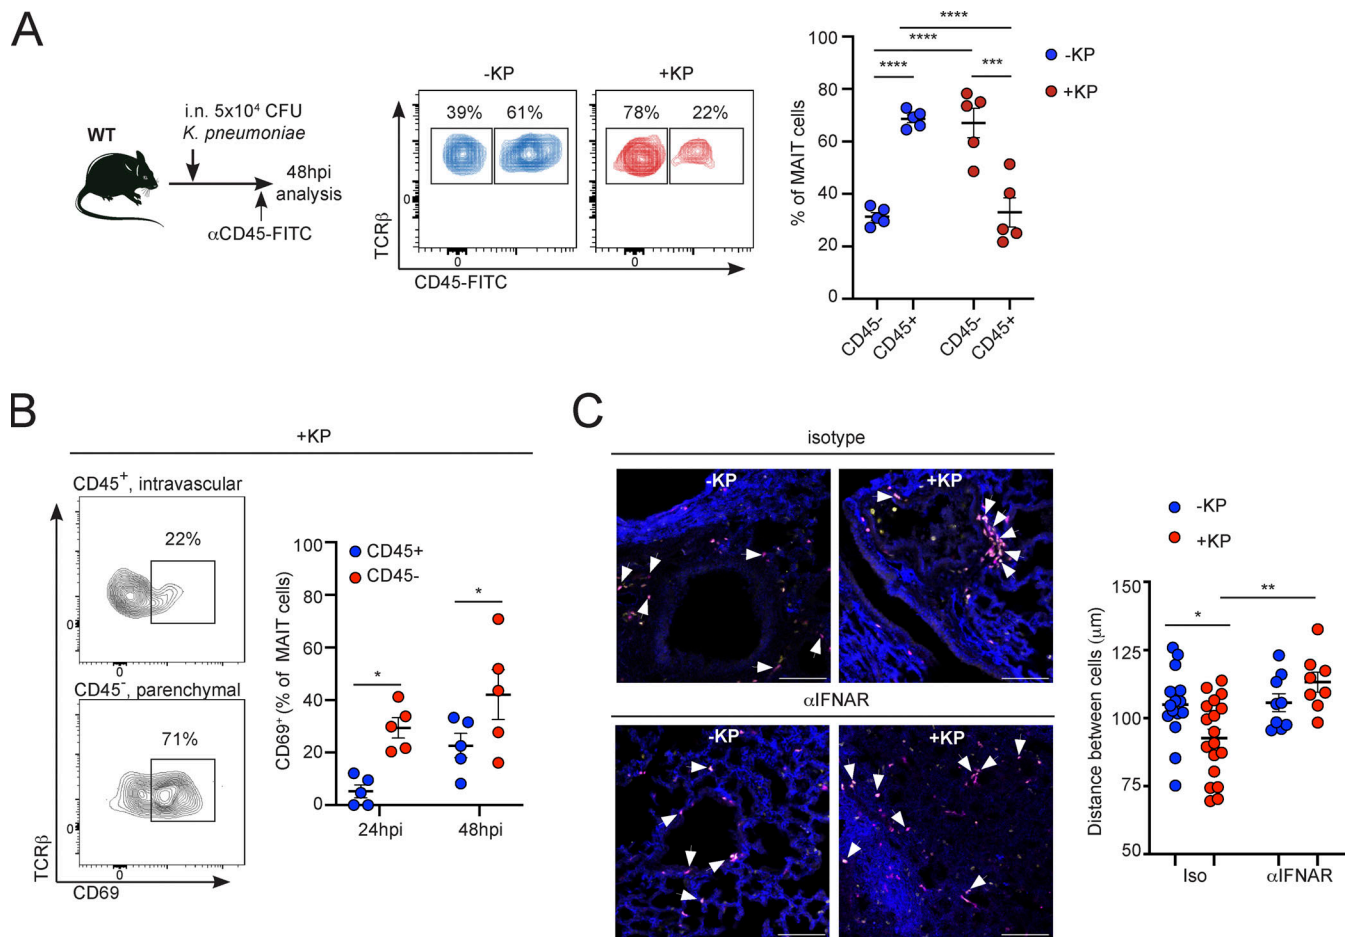 A
WT
i.n. 5x10⁴ CFU
K. pneumoniae
48hpi
analysis
αCD45-FITC
-KP
+KP
39%
61%
78%
22%
TCRβ
0
0
0
CD45-FITC
% of MAIT cells
100
80
60
40
20
0
****
****
****
***
-KP
+KP
CD45-
CD45+
CD45-
CD45+
B
+KP
CD45⁺, intravascular
22%
0
0
CD45⁻, parenchymal
71%
0
0
TCRβ
CD69
CD69⁺ (% of MAIT cells)
100
80
60
40
20
0
CD45+
CD45-
*
*
24hpi
48hpi
C
isotype
-KP
+KP
αIFNAR
-KP
+KP
-KP
+KP
Distance between cells (μm)
150
125
100
75
50
*
**
Iso
αIFNAR